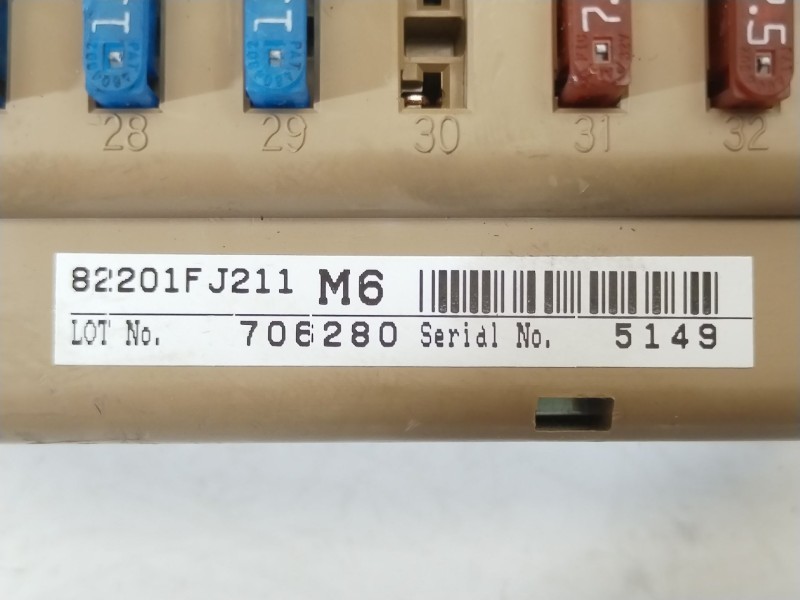 28 29 30 31 32
82201FJ211 M6
LOT No. 706280 Serial No. 5149